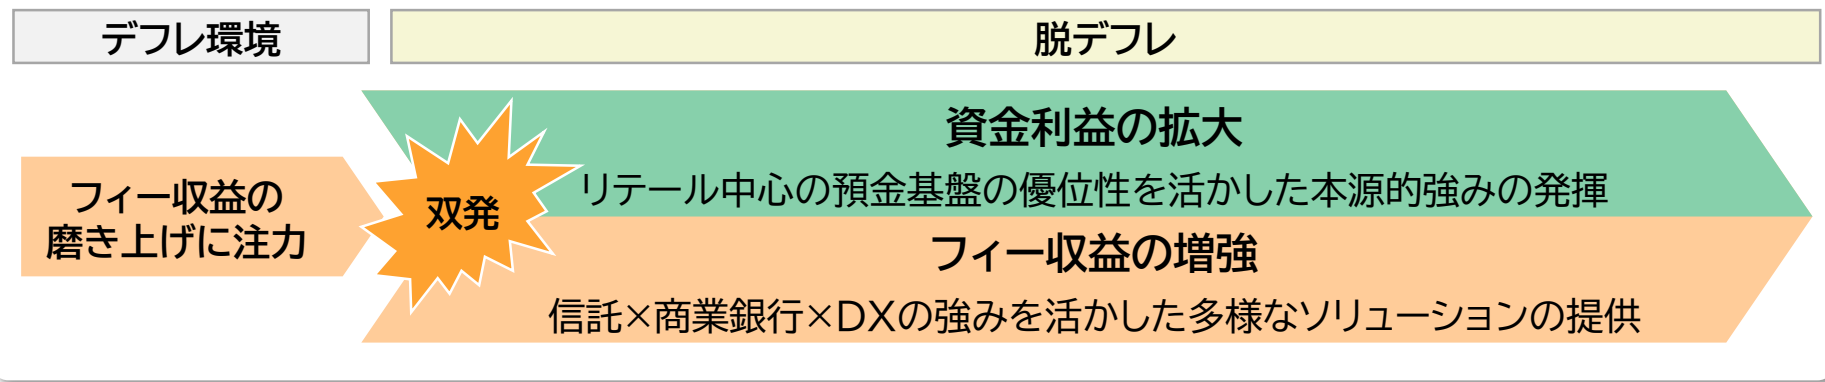 デフレ環境
脱デフレ
フィー収益の
磨き上げに注力
双発
資金利益の拡大
リテール中心の預金基盤の優位性を活かした本源的強みの発揮
フィー収益の増強
信託×商業銀行×DXの強みを活かした多様なソリューションの提供